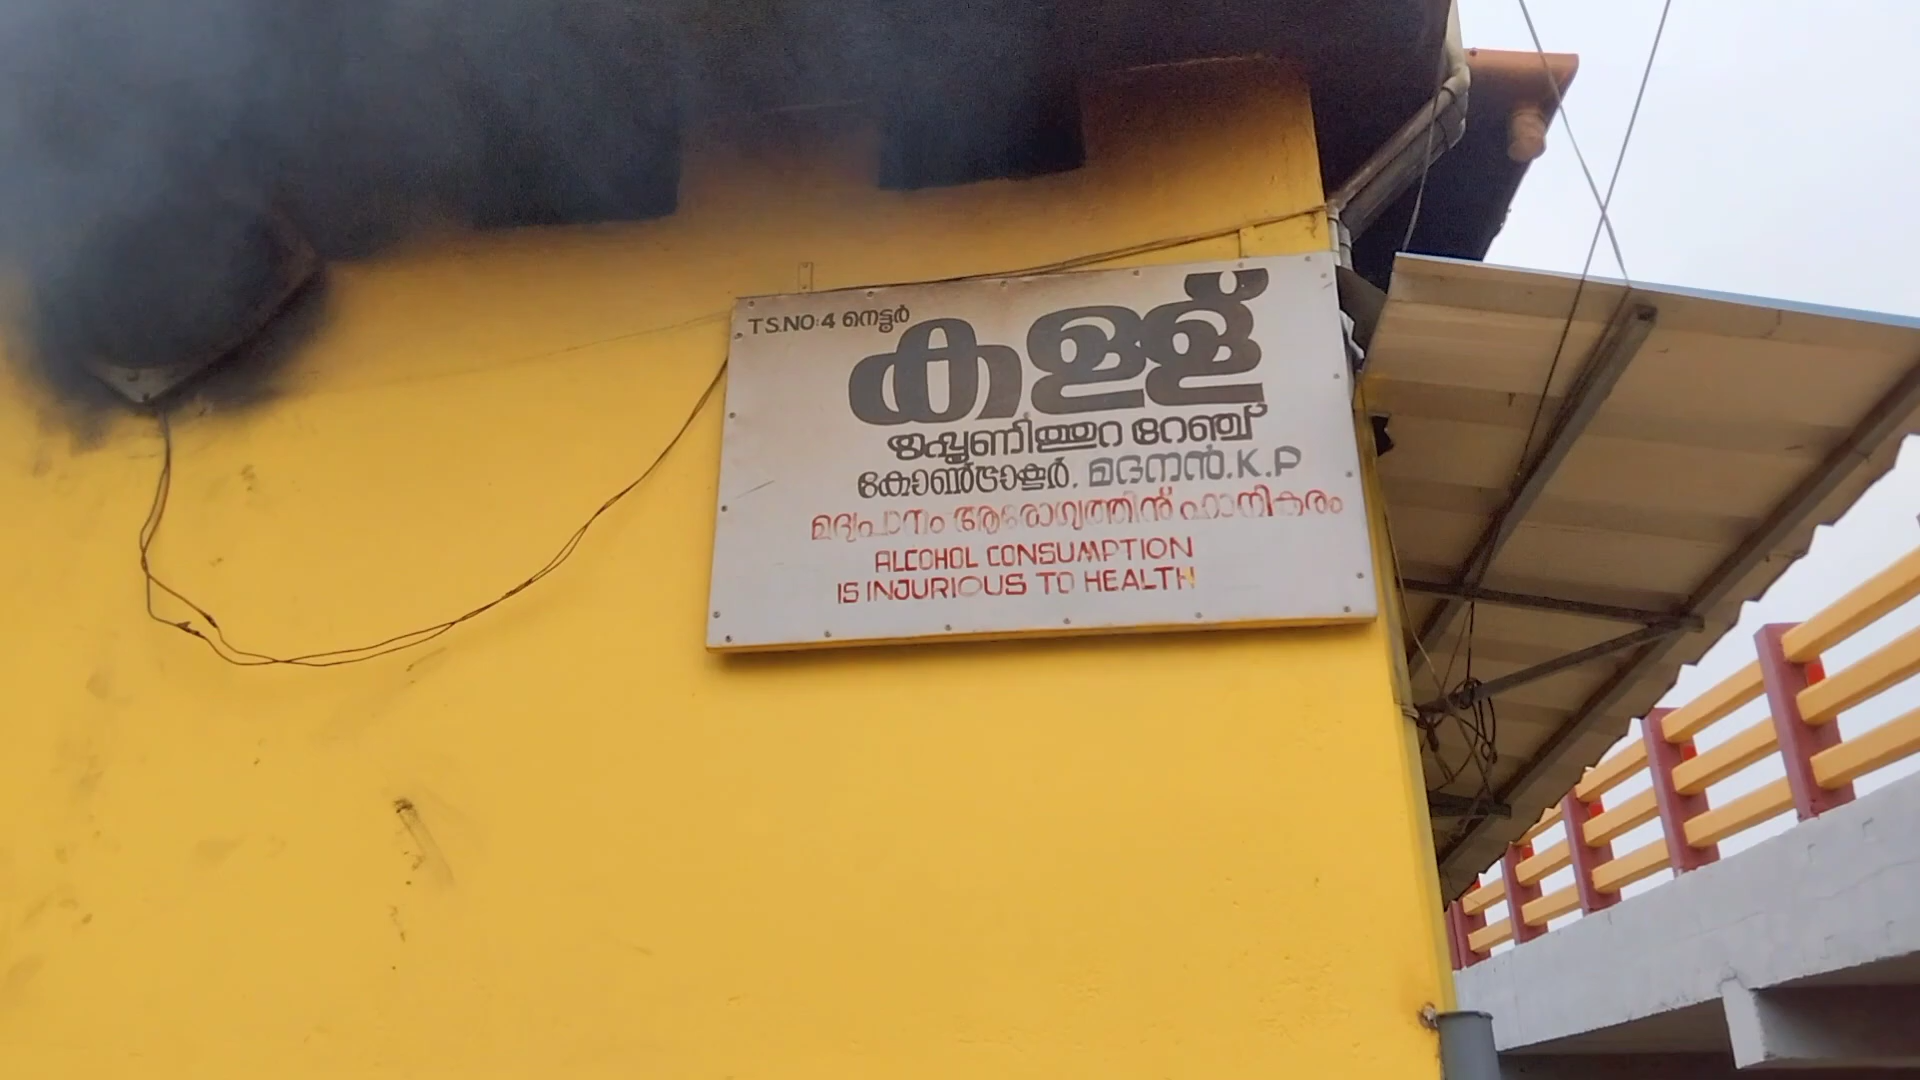 T.S.NO:4 നെട്ടൂർ
കള്ള്
തൃപ്പൂണിത്തുറ റേഞ്ച്
കോൺട്രാക്ടർ. മദനൻ.K.P
മദ്യപാനം ആരോഗ്യത്തിന് ഹാനികരം
ALCOHOL CONSUMPTION
IS INJURIOUS TO HEALTH